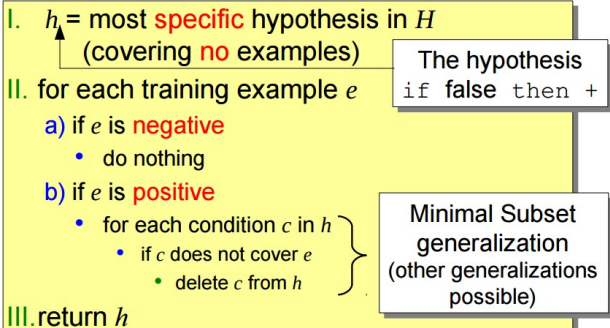 I. h = most specific hypothesis in H
(covering no examples)
The hypothesis
if false then +
II. for each training example e
a) if e is negative
• do nothing
b) if e is positive
• for each condition c in h
• if c does not cover e
• delete c from h
Minimal Subset
generalization
(other generalizations
possible)
III. return h